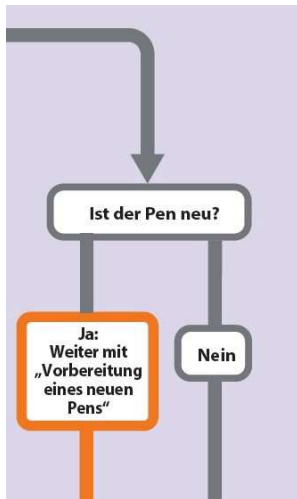 Ist der Pen neu?
Ja:
Weiter mit
„Vorbereitung
eines neuen
Pens“
Nein